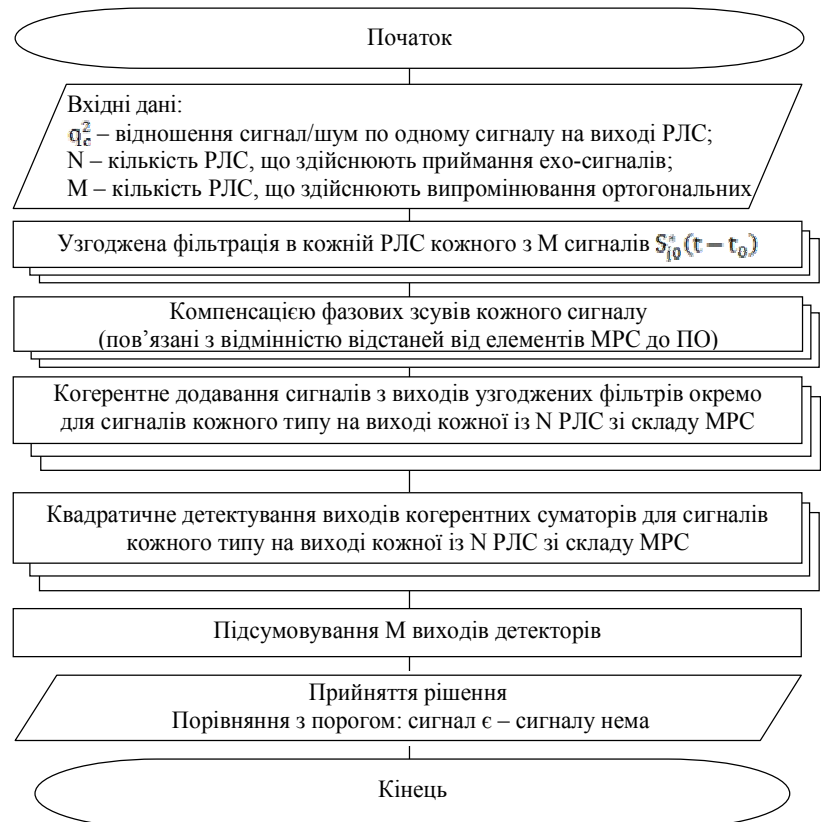 Початок
Вхідні дані:
q²₁c – відношення сигнал/шум по одному сигналу на виході РЛС;
N – кількість РЛС, що здійснюють приймання ехо-сигналів;
M – кількість РЛС, що здійснюють випромінювання ортогональних
Узгоджена фільтрація в кожній РЛС кожного з M сигналів S*ᵢ₀(t – t₀)
Компенсацією фазових зсувів кожного сигналу
(пов’язані з відмінністю відстаней від елементів МРС до ПО)
Когерентне додавання сигналів з виходів узгоджених фільтрів окремо
для сигналів кожного типу на виході кожної із N РЛС зі складу МРС
Квадратичне детектування виходів когерентних суматорів для сигналів
кожного типу на виході кожної із N РЛС зі складу МРС
Підсумовування M виходів детекторів
Прийняття рішення
Порівняння з порогом: сигнал є – сигналу нема
Кінець